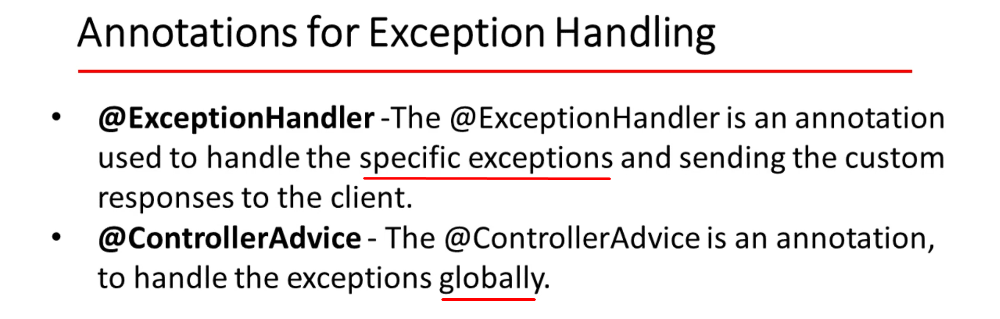 Annotations for Exception Handling
• @ExceptionHandler -The @ExceptionHandler is an annotation
used to handle the specific exceptions and sending the custom
responses to the client.
• @ControllerAdvice - The @ControllerAdvice is an annotation,
to handle the exceptions globally.